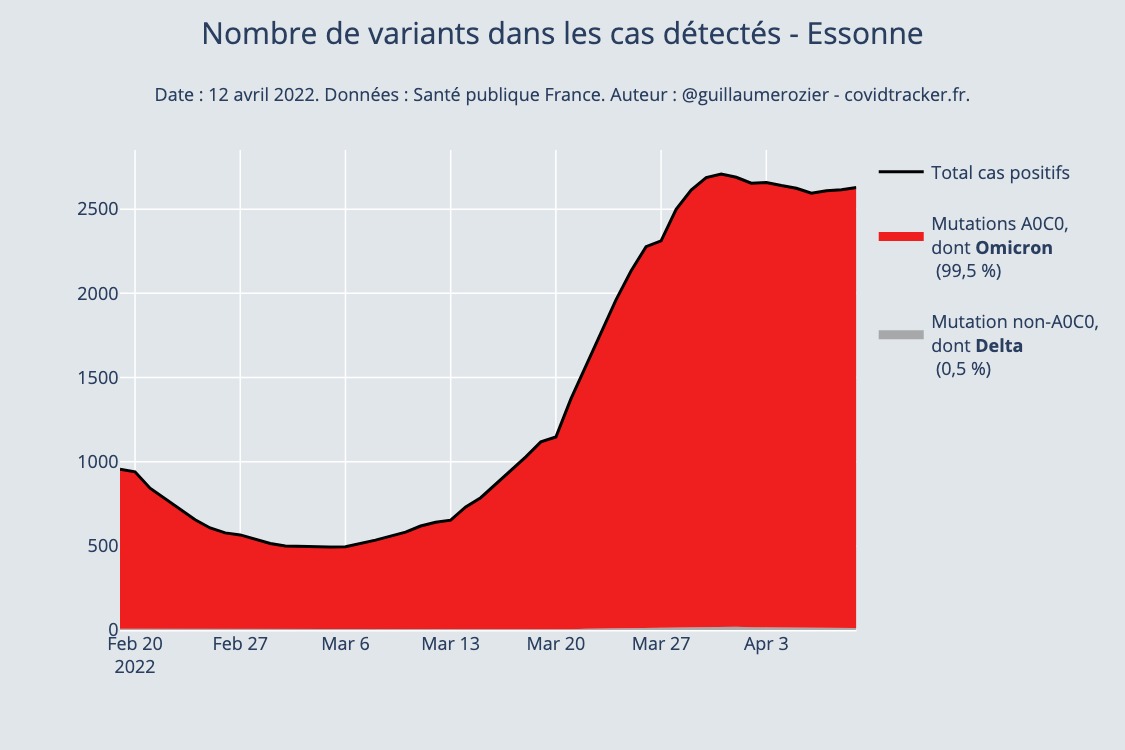 Nombre de variants dans les cas détectés - Essonne
Date : 12 avril 2022. Données : Santé publique France. Auteur : @guillaumerozier - covidtracker.fr.
Total cas positifs
Mutations A0C0,
dont Omicron
(99,5 %)
Mutation non-A0C0,
dont Delta
(0,5 %)
2500
2000
1500
1000
500
0
Feb 20 Feb 27 Mar 6 Mar 13 Mar 20 Mar 27 Apr 3
2022